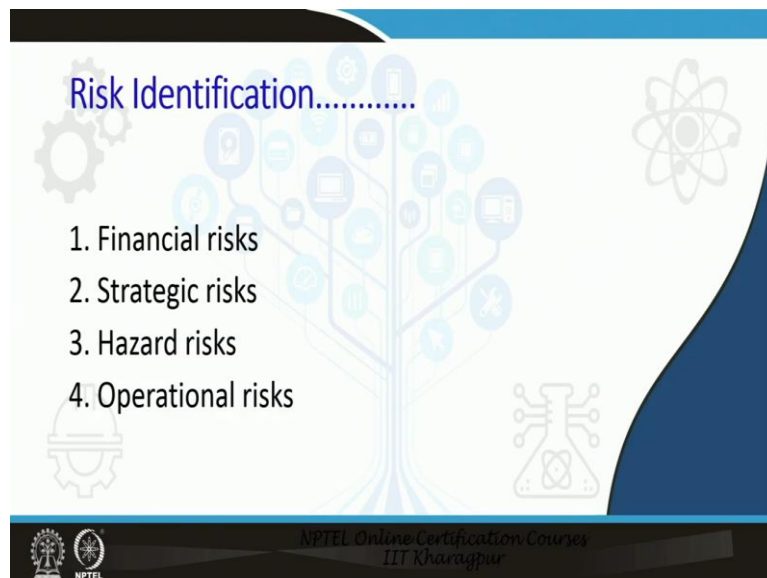 Risk Identification............
1. Financial risks
2. Strategic risks
3. Hazard risks
4. Operational risks
NPTEL Online Certification Courses
IIT Kharagpur
NPTEL